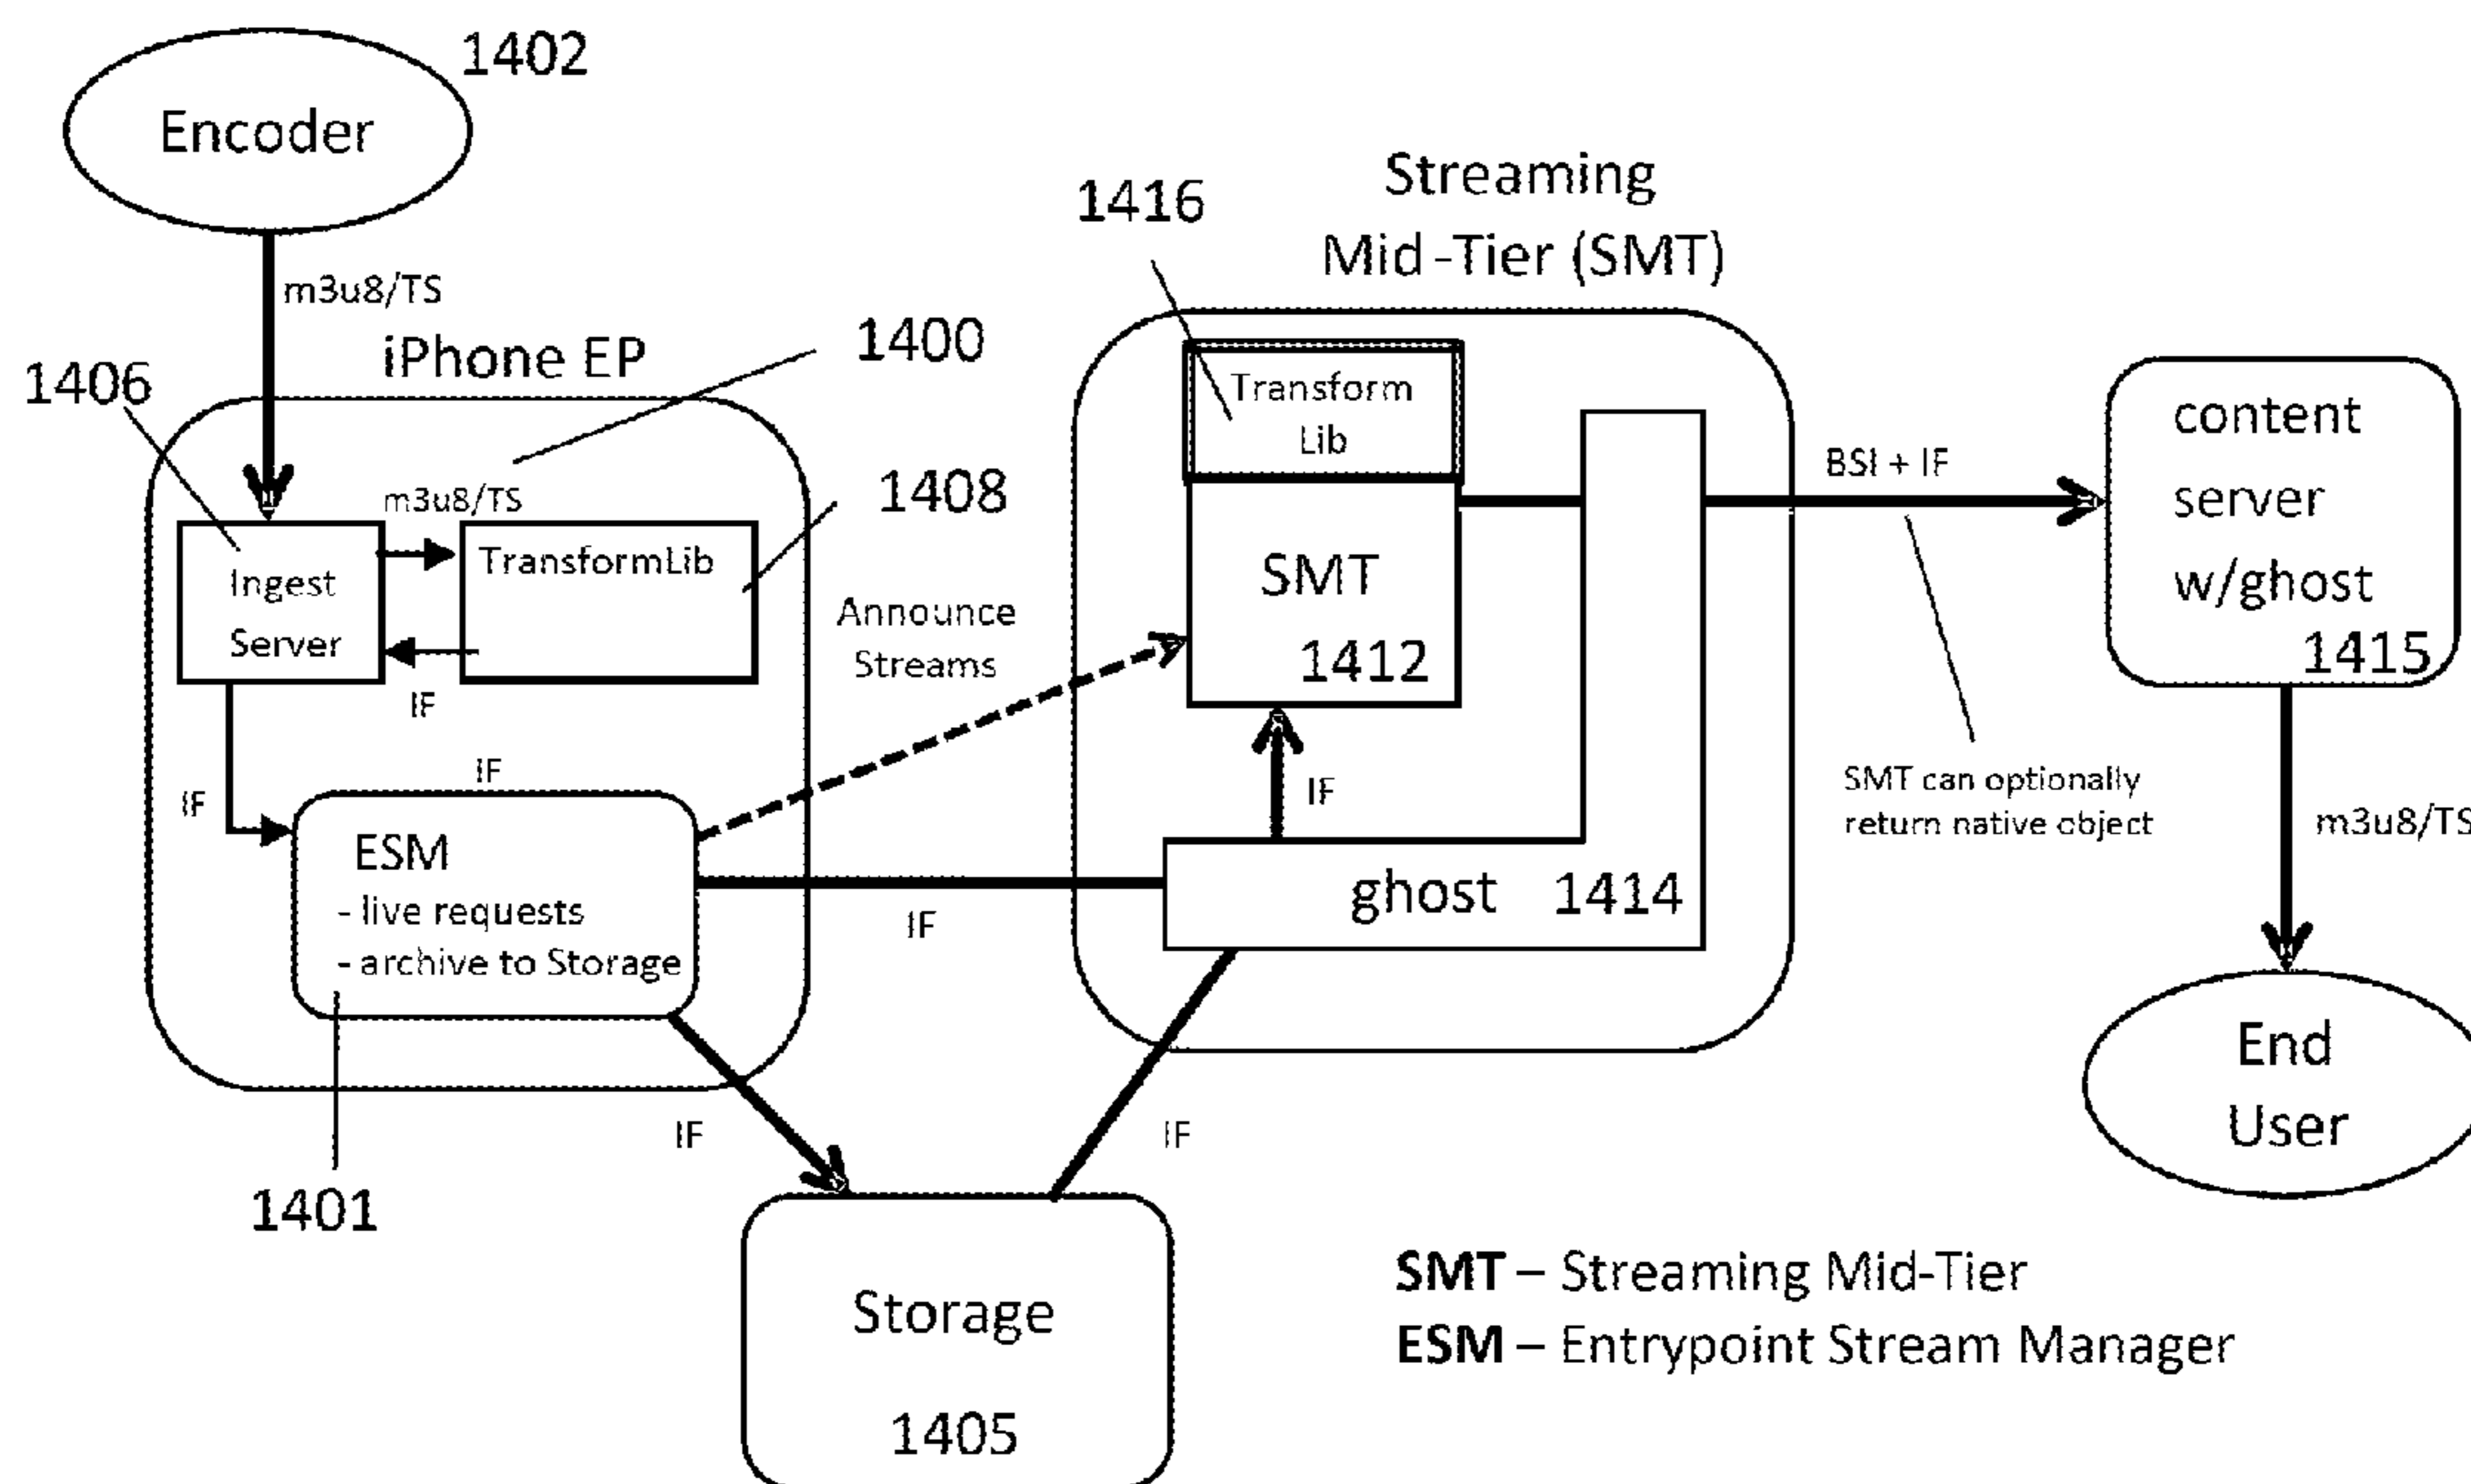 1402
Encoder
m3u8/TS
iPhone EP
1400
1406
m3u8/TS
1408
Ingest
Server
TransformLib
IF
IF
IF
ESM
- live requests
- archive to Storage
1401
Announce
Streams
IF
IF
IF
Storage
1405
Streaming
Mid-Tier (SMT)
1416
Transform
Lib
SMT
1412
IF
ghost 1414
BSI + IF
SMT can optionally
return native object
content
server
w/ghost
1415
m3u8/TS
End
User
SMT – Streaming Mid-Tier
ESM – Entrypoint Stream Manager